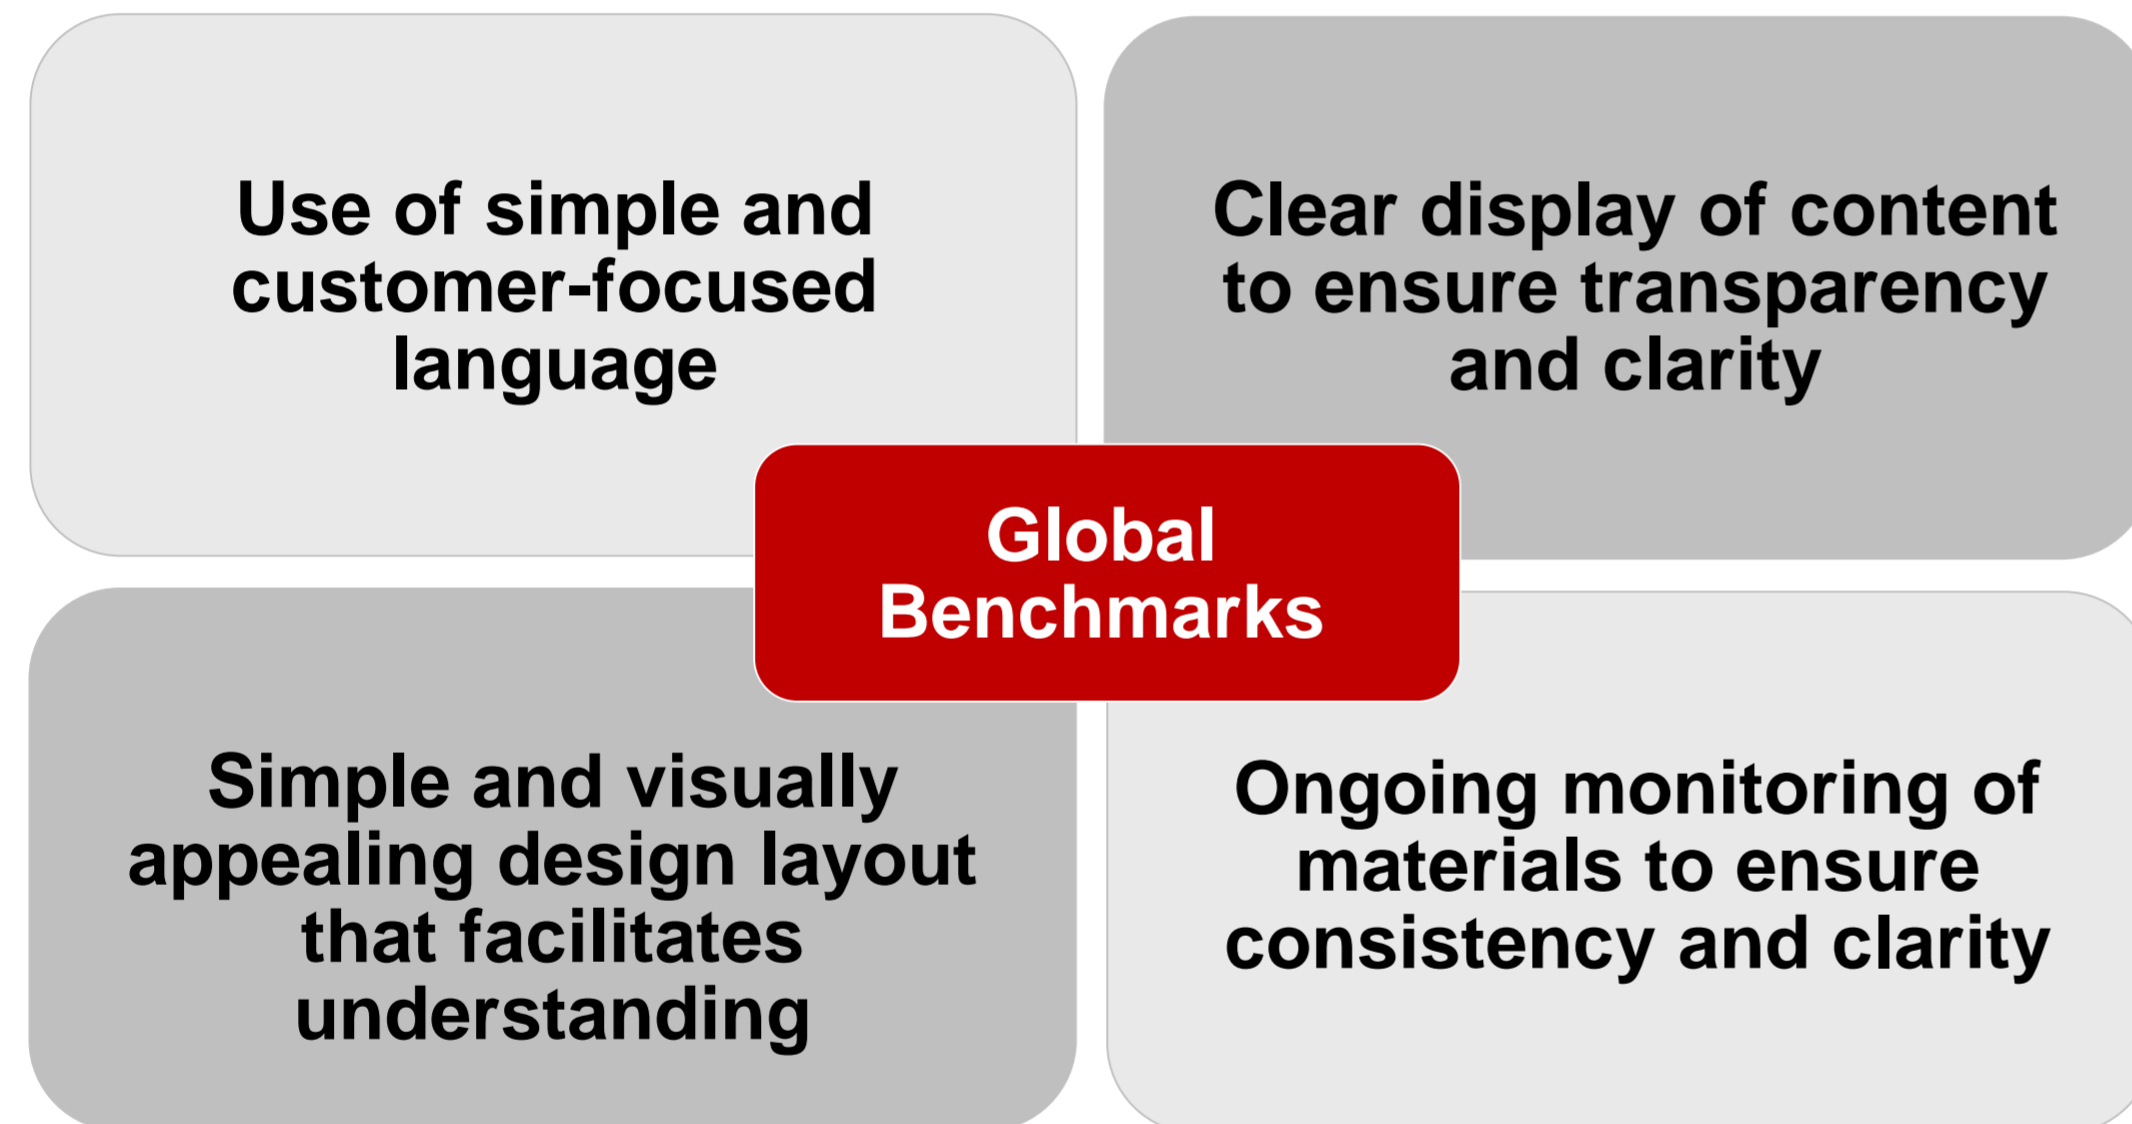 Use of simple and
customer-focused
language
Clear display of content
to ensure transparency
and clarity
Global
Benchmarks
Simple and visually
appealing design layout
that facilitates
understanding
Ongoing monitoring of
materials to ensure
consistency and clarity